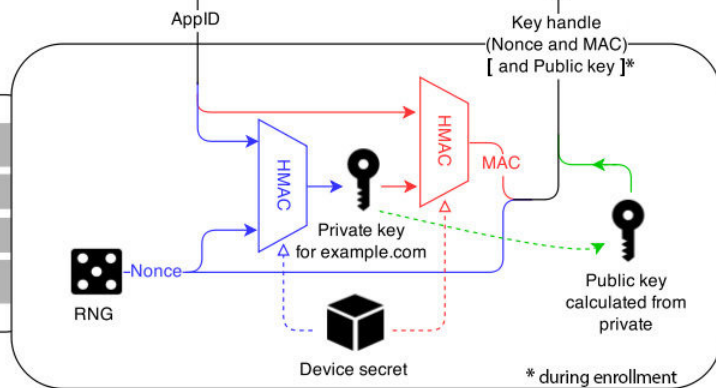 AppID
Key handle
(Nonce and MAC)
[ and Public key ]*
HMAC
HMAC
MAC
Private key
for example.com
Nonce
RNG
Public key
calculated from
private
Device secret
* during enrollment